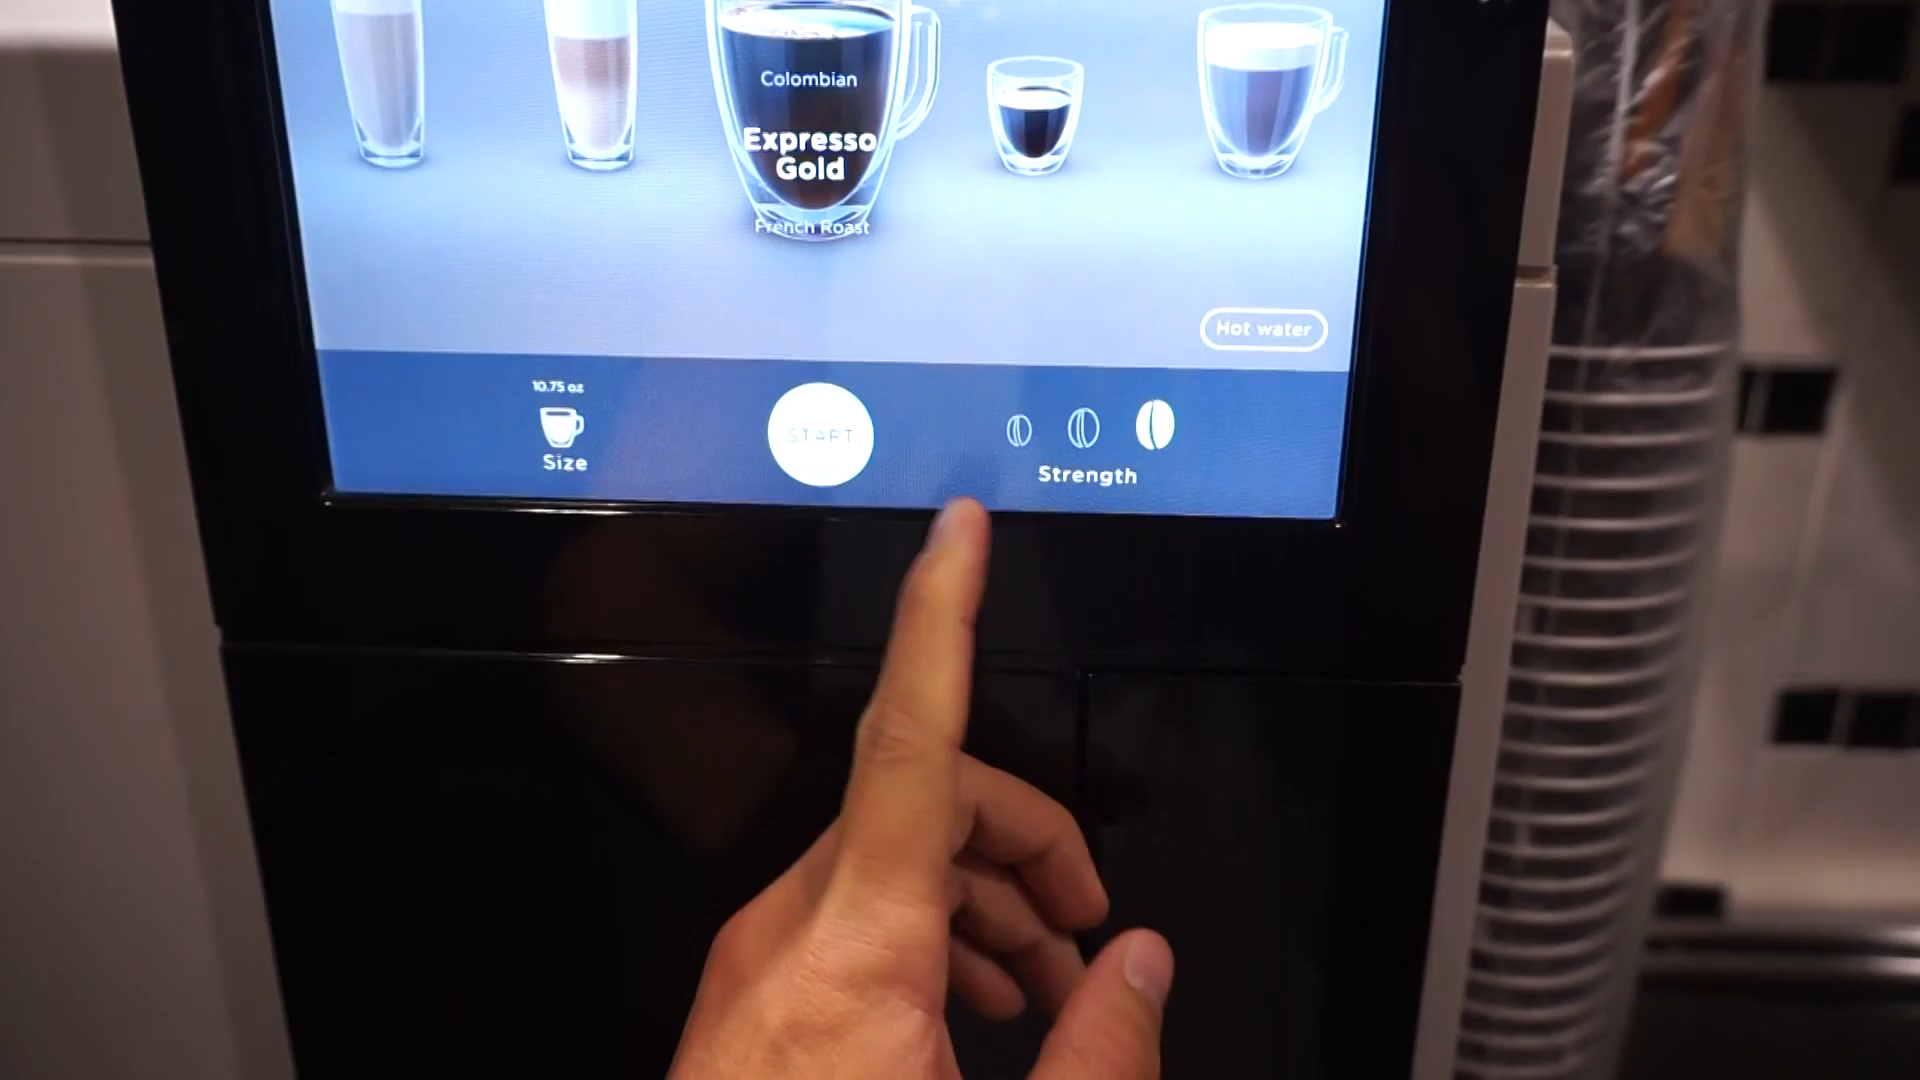 Colombian
Expresso
Gold
French Roast
Hot water
10.75 oz
Size
START
Strength